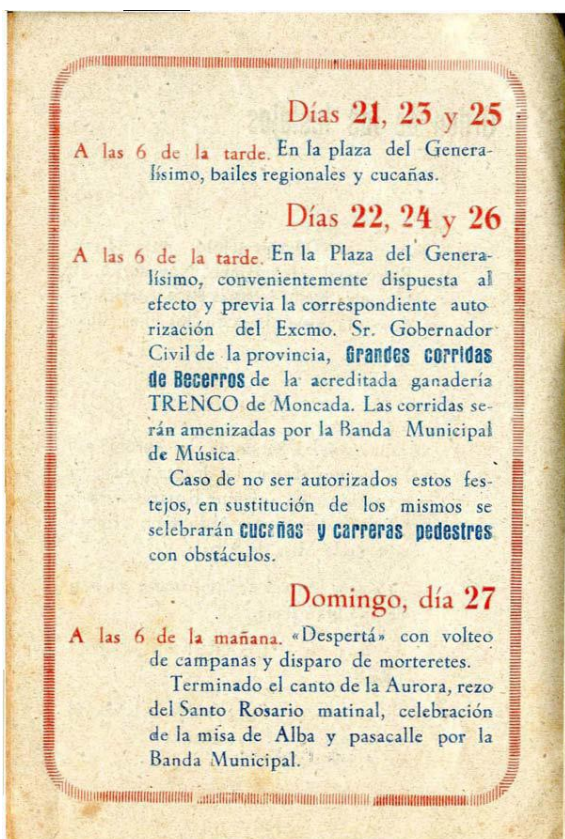 Días 21, 23 y 25
A las 6 de la tarde. En la plaza del Genera-
lísimo, bailes regionales y cucañas.
Días 22, 24 y 26
A las 6 de la tarde. En la Plaza del Genera-
lísimo, convenientemente dispuesta al
efecto y previa la correspondiente auto-
rización del Excmo. Sr. Gobernador
Civil de la provincia, Grandes corridas
de Becerros de la acreditada ganadería
TRENCO de Moncada. Las corridas se-
rán amenizadas por la Banda Municipal
de Música.
Caso de no ser autorizados estos fes-
tejos, en sustitución de los mismos se
celebrarán cucañas y carreras pedestres
con obstáculos.
Domingo, día 27
A las 6 de la mañana. «Despertá» con volteo
de campanas y disparo de morteretes.
Terminado el canto de la Aurora, rezo
del Santo Rosario matinal, celebración
de la misa de Alba y pasacalle por la
Banda Municipal.